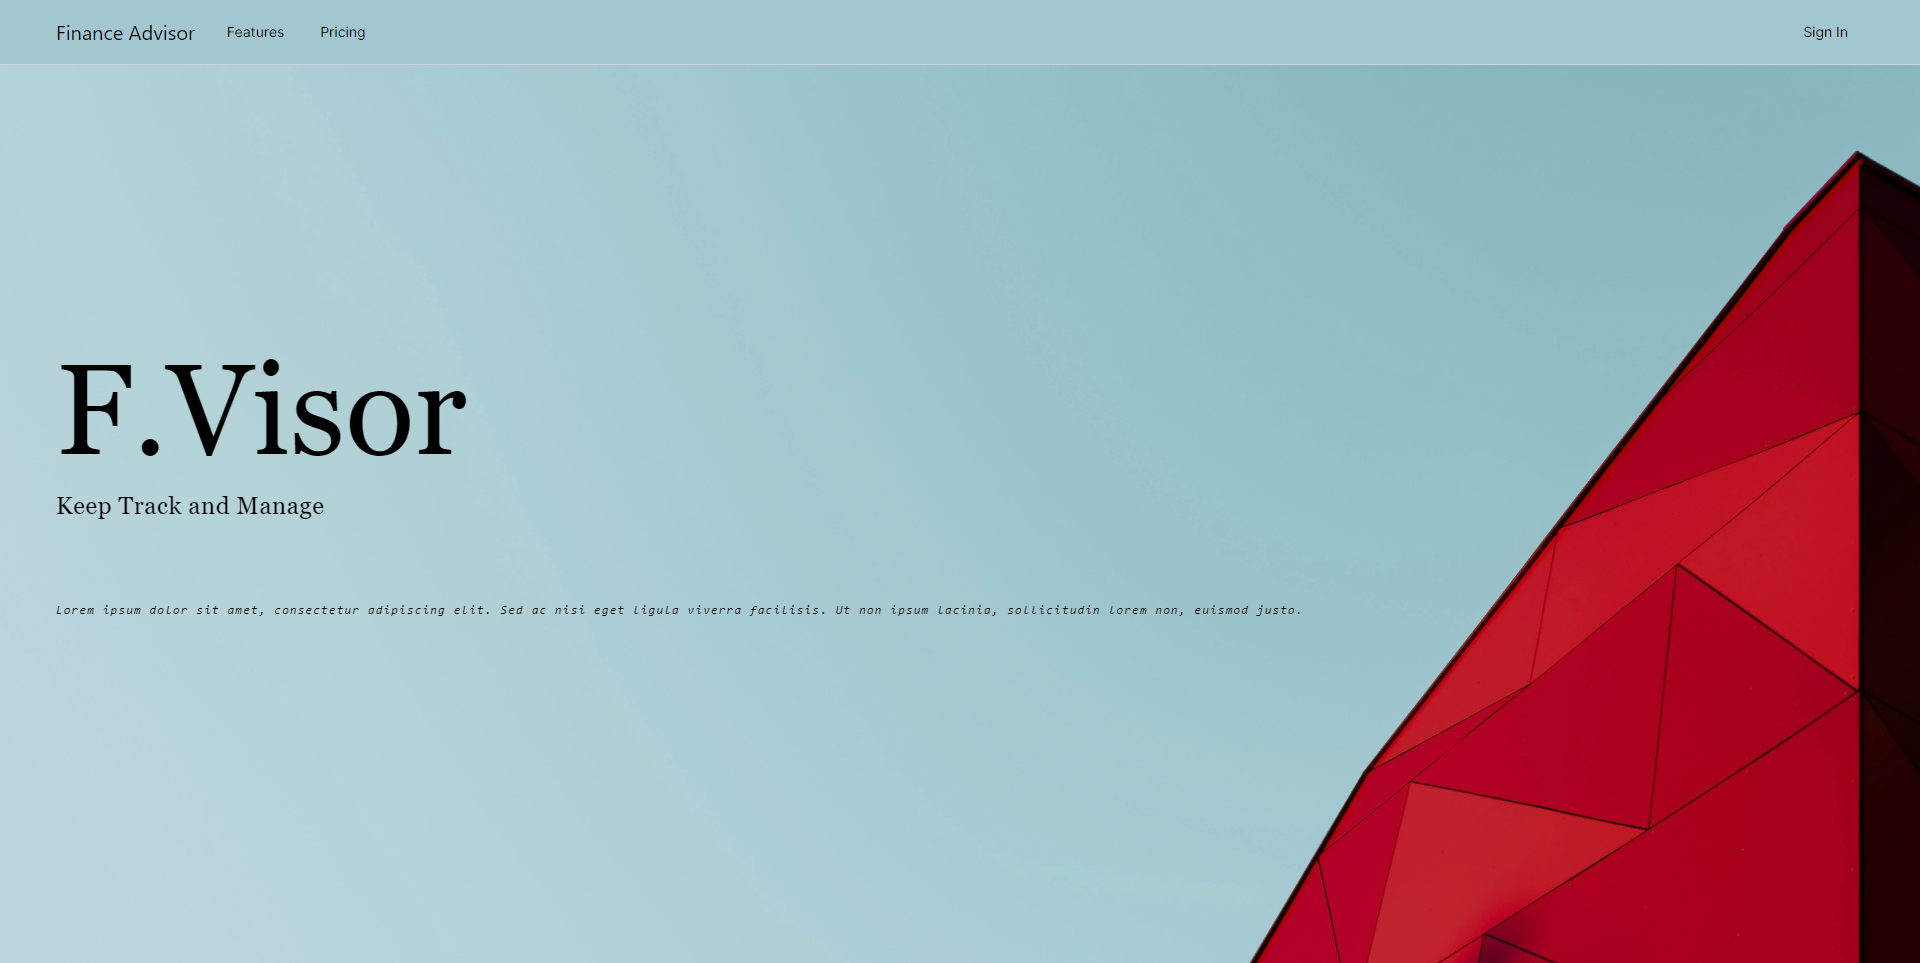 Finance Advisor Features Pricing Sign In
F.Visor
Keep Track and Manage
Lorem ipsum dolor sit amet, consectetur adipiscing elit. Sed ac nisi eget ligula viverra facilisis. Ut non ipsum lacinia, sollicitudin lorem non, euismod justo.